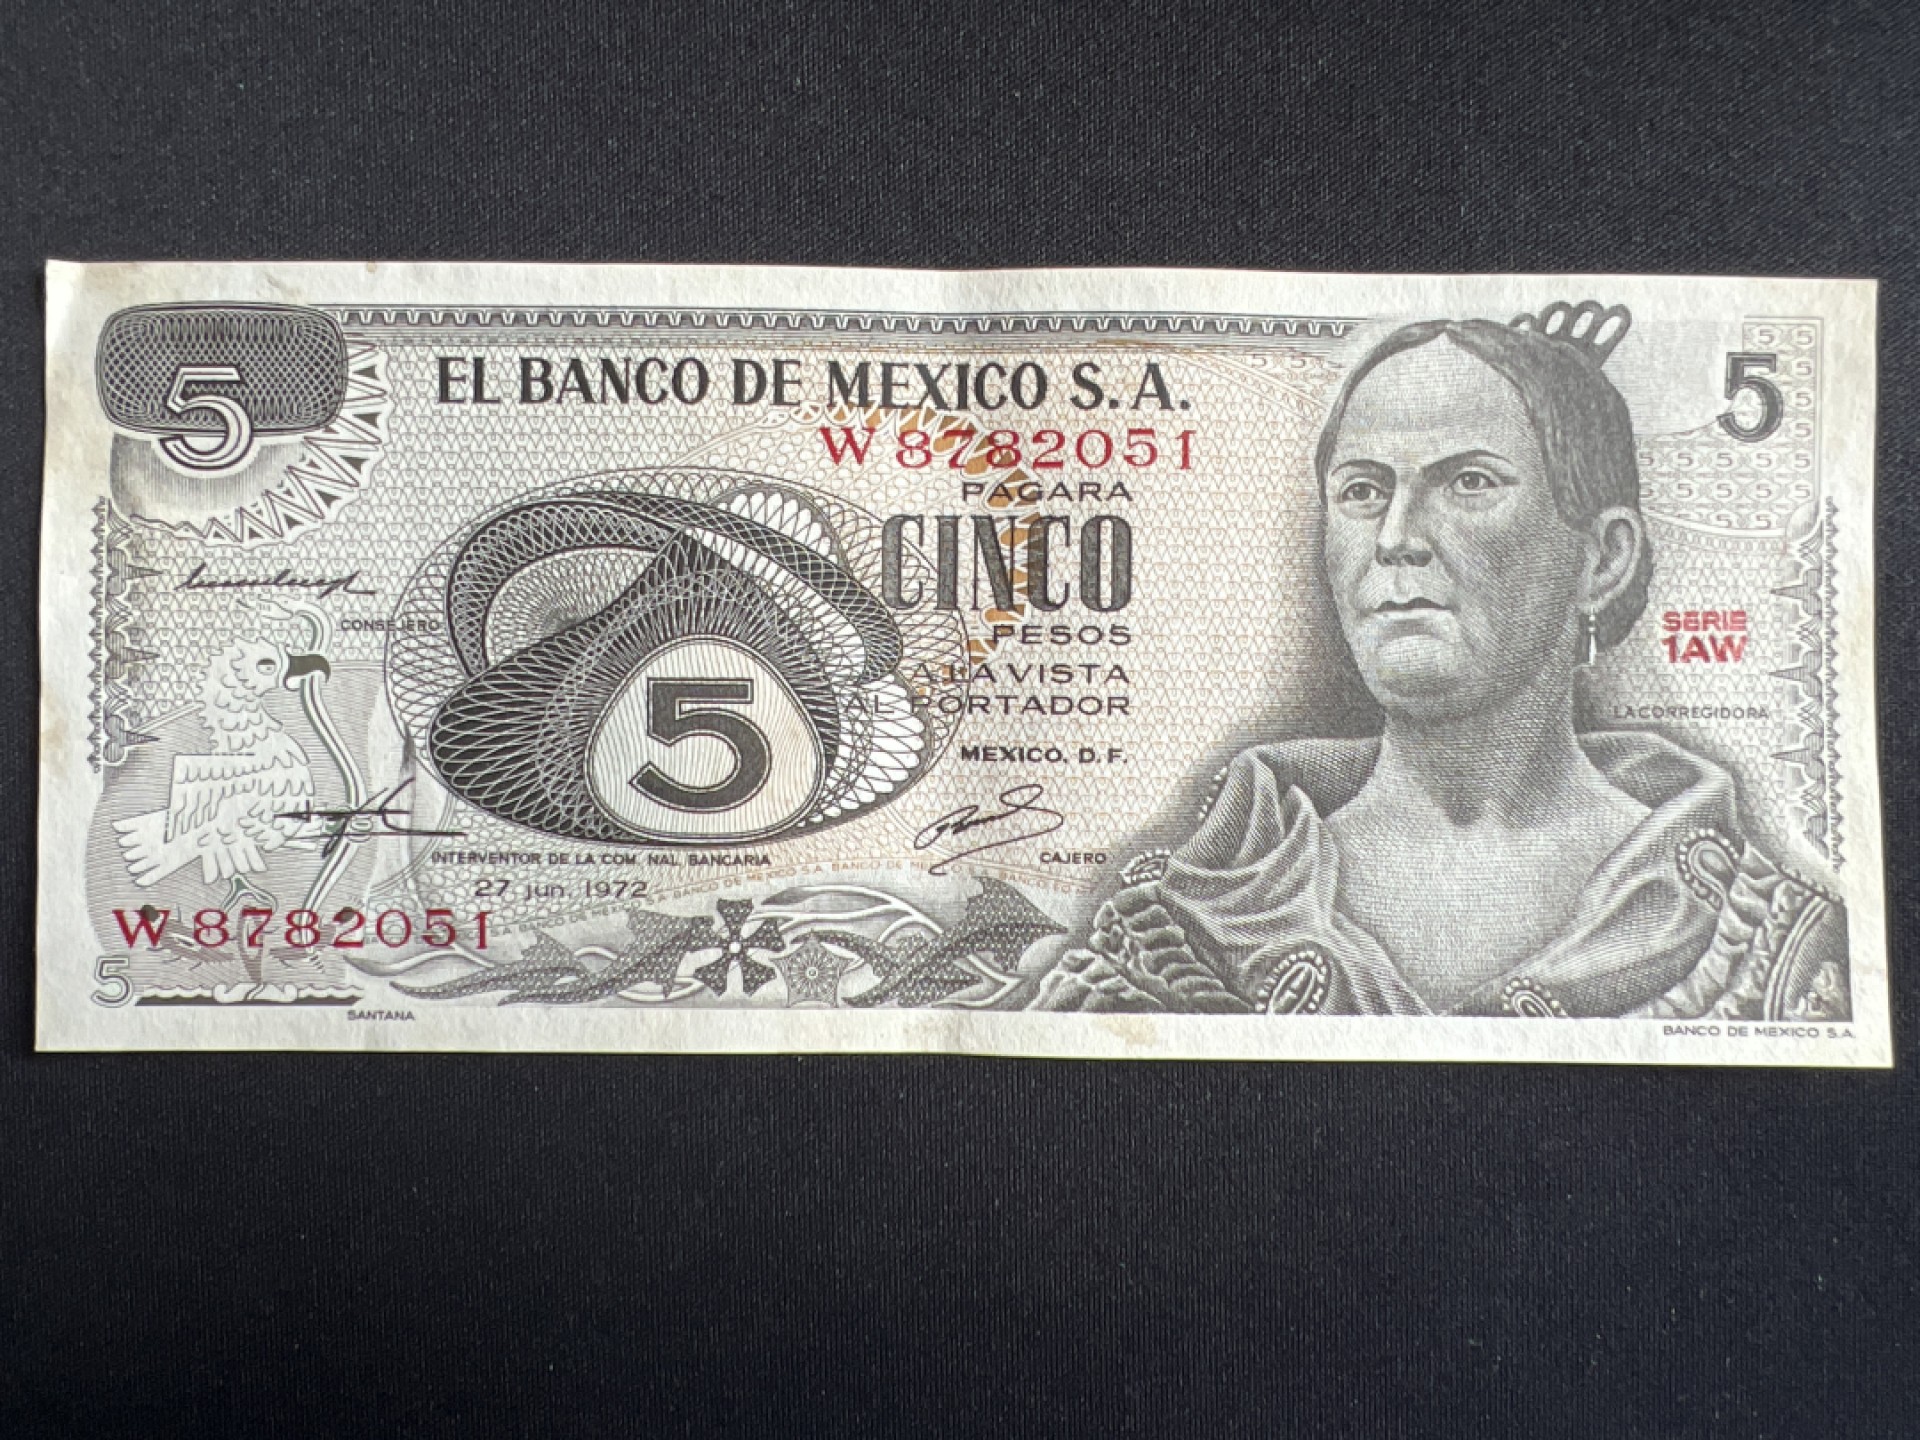 5
EL BANCO DE MEXICO S.A.
5
W 8782051
PAGARA
CINCO
PESOS
A LA VISTA
AL PORTADOR
MEXICO, D.F.
SERIE
1AW
LA CORREGIDORA
CONSEJERO
5
INTERVENTOR DE LA COM. NAL. BANCARIA
CAJERO
27 jun. 1972
W 8782051
5
SANTANA
BANCO DE MEXICO S.A.